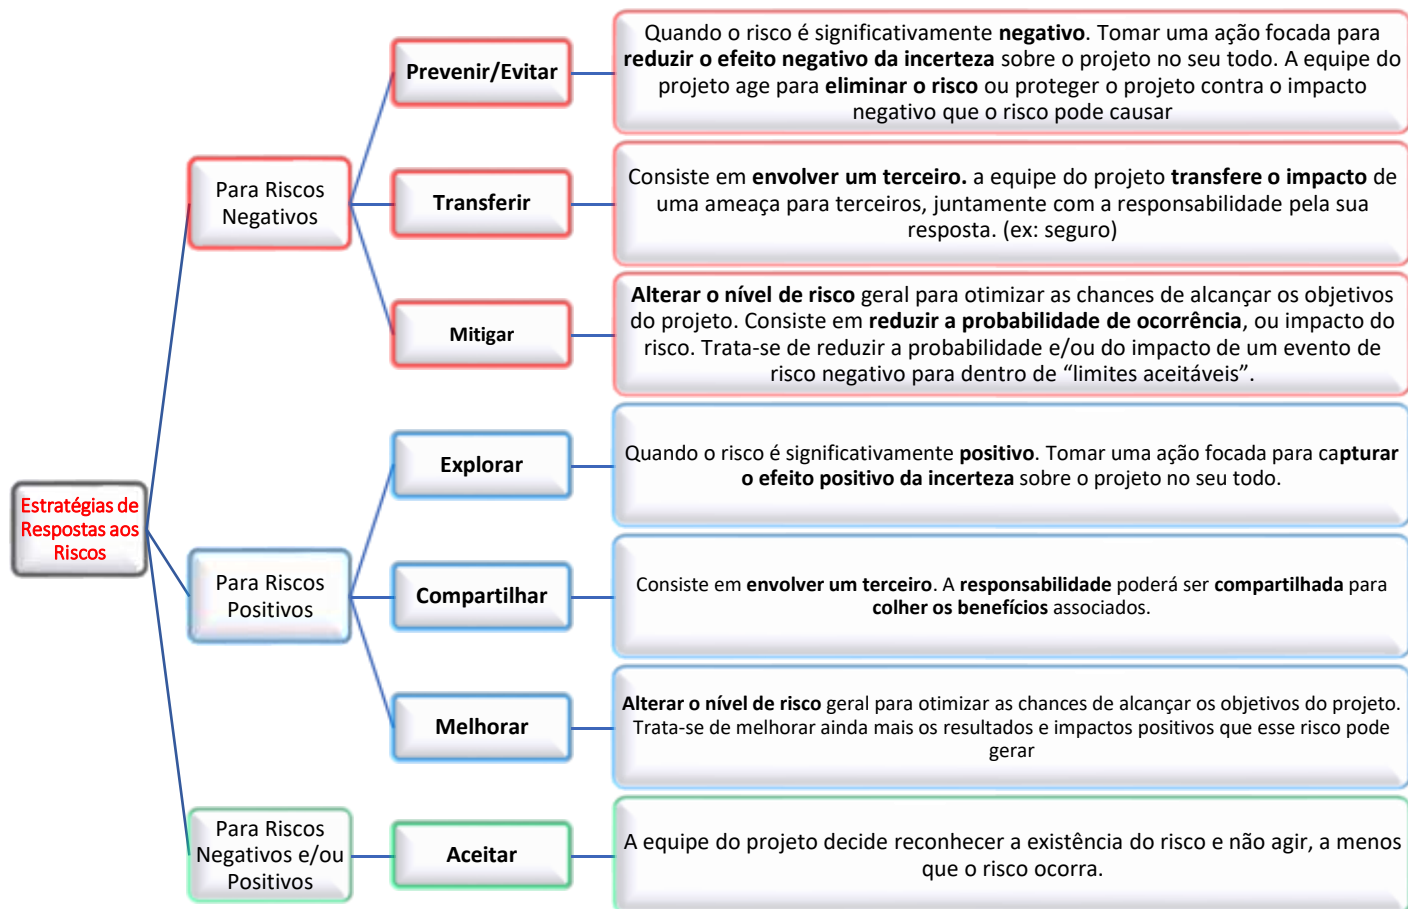 Estratégias de
Respostas aos
Riscos
Para Riscos
Negativos
Prevenir/Evitar
Quando o risco é significativamente negativo. Tomar uma ação focada para
reduzir o efeito negativo da incerteza sobre o projeto no seu todo. A equipe do
projeto age para eliminar o risco ou proteger o projeto contra o impacto
negativo que o risco pode causar
Transferir
Consiste em envolver um terceiro. a equipe do projeto transfere o impacto de
uma ameaça para terceiros, juntamente com a responsabilidade pela sua
resposta. (ex: seguro)
Mitigar
Alterar o nível de risco geral para otimizar as chances de alcançar os objetivos
do projeto. Consiste em reduzir a probabilidade de ocorrência, ou impacto do
risco. Trata-se de reduzir a probabilidade e/ou do impacto de um evento de
risco negativo para dentro de “limites aceitáveis”.
Para Riscos
Positivos
Explorar
Quando o risco é significativamente positivo. Tomar uma ação focada para capturar
o efeito positivo da incerteza sobre o projeto no seu todo.
Compartilhar
Consiste em envolver um terceiro. A responsabilidade poderá ser compartilhada para
colher os benefícios associados.
Melhorar
Alterar o nível de risco geral para otimizar as chances de alcançar os objetivos do projeto.
Trata-se de melhorar ainda mais os resultados e impactos positivos que esse risco pode
gerar
Para Riscos
Negativos e/ou
Positivos
Aceitar
A equipe do projeto decide reconhecer a existência do risco e não agir, a menos
que o risco ocorra.